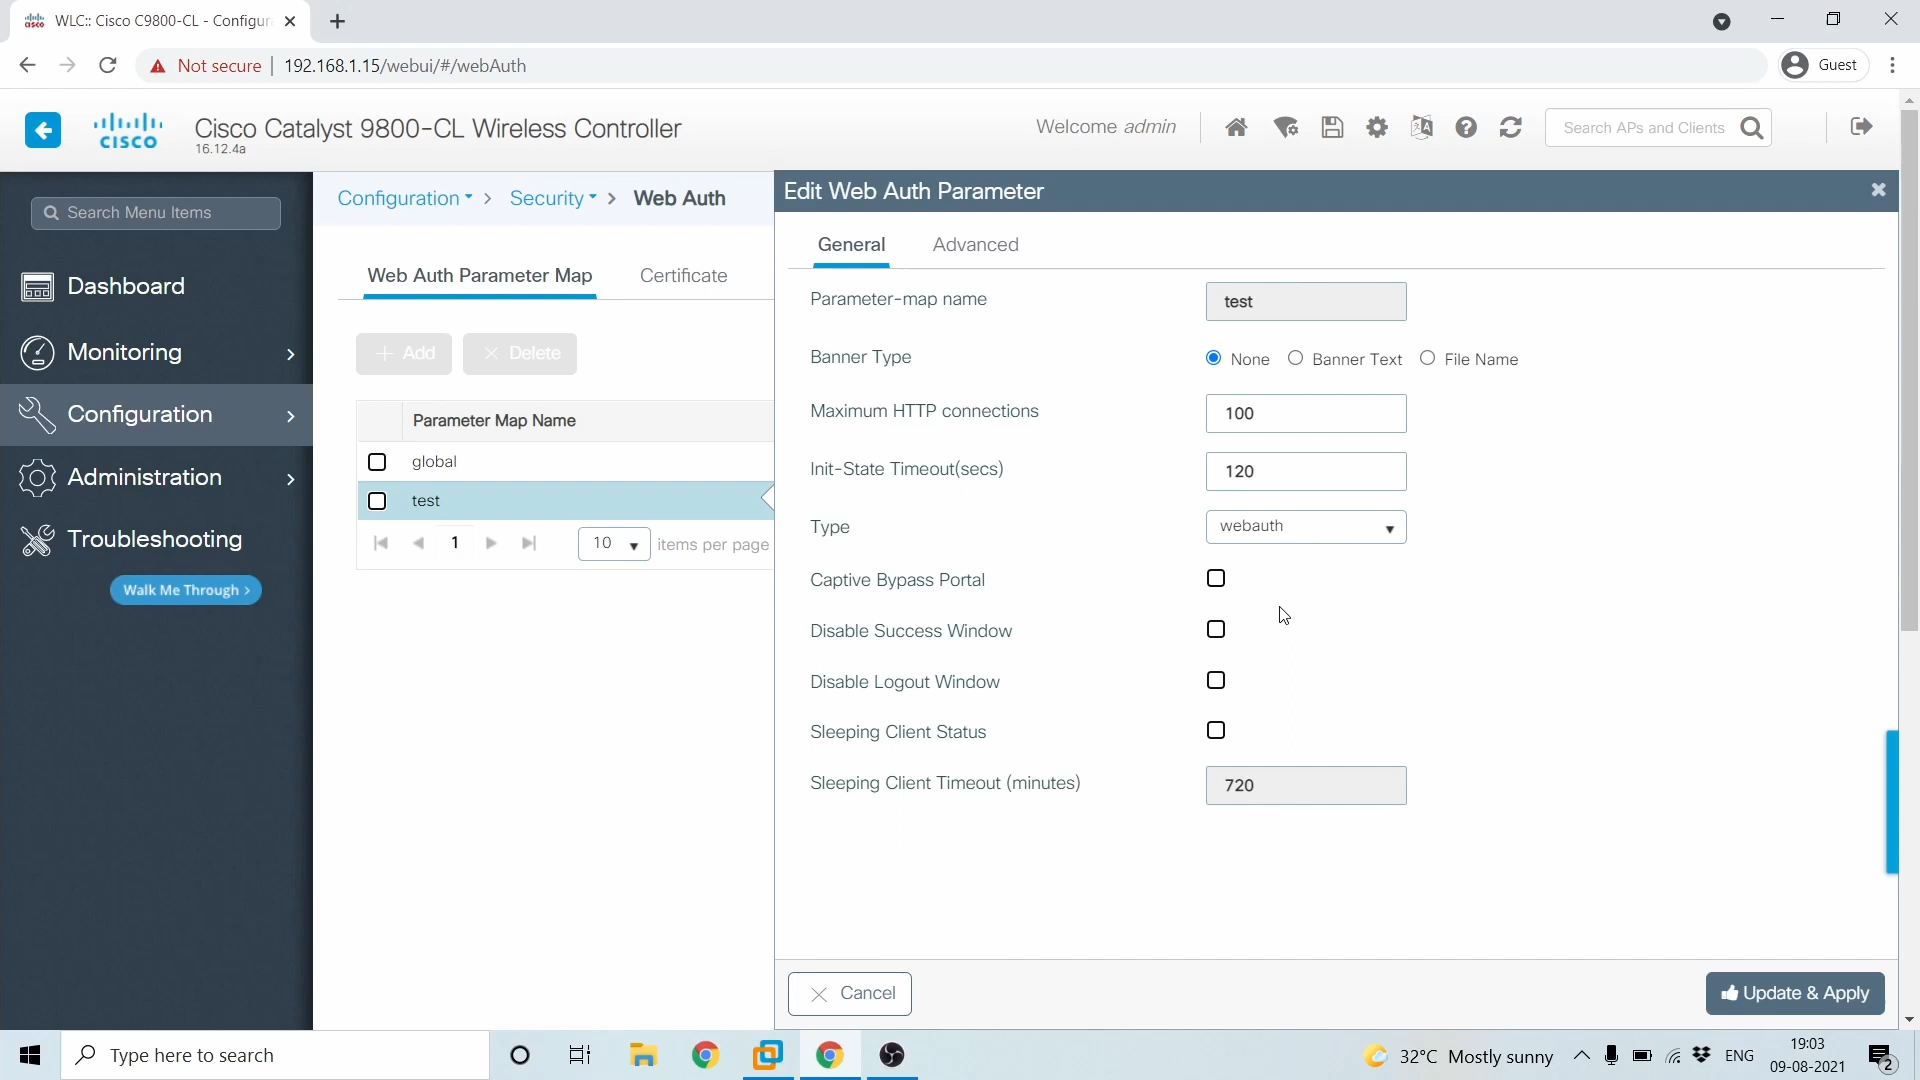 WLC:: Cisco C9800-CL - Configur
Not secure
192.168.1.15/webui/#/webAuth
Guest
CISCO
Cisco Catalyst 9800-CL Wireless Controller
16.12.4a
Welcome admin
Search APs and Clients
Search Menu Items
Dashboard
Monitoring
Configuration
Administration
Troubleshooting
Walk Me Through >
Configuration > Security > Web Auth
Web Auth Parameter Map
Certificate
+ Add
× Delete
Parameter Map Name
global
test
1
10
items per page
Edit Web Auth Parameter
General
Advanced
Parameter-map name
test
Banner Type
None
Banner Text
File Name
Maximum HTTP connections
100
Init-State Timeout(secs)
120
Type
webauth
Captive Bypass Portal
Disable Success Window
Disable Logout Window
Sleeping Client Status
Sleeping Client Timeout (minutes)
720
Cancel
Update & Apply
Type here to search
32°C Mostly sunny
ENG
19:03
09-08-2021
2